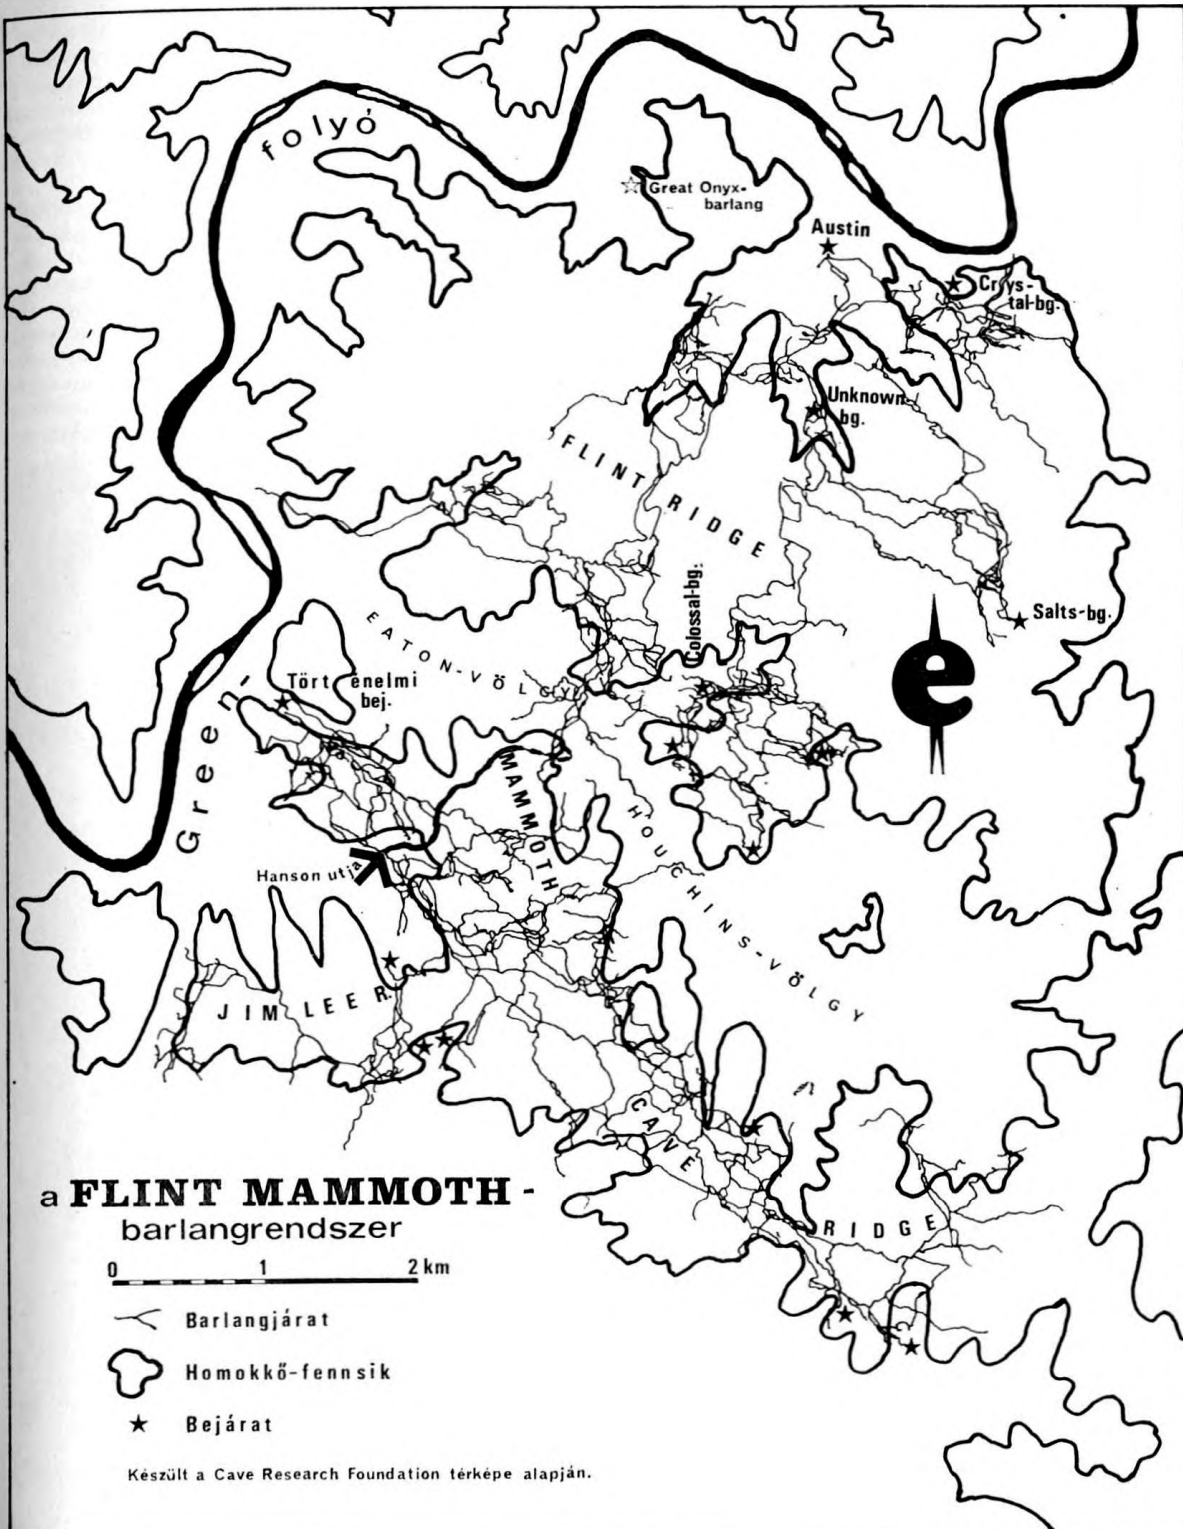 folyó
Great Onyx-
barlang
Austin
Crys-
tal-bg.
Unknown
bg.
FLINT RIDGE
Colossal-bg.
Salts-bg.
EATON-VÖLGY
Történelmi
bej.
Green-
e
MAMMOTH
HOUCHINS-VÖLGY
Hanson utja
JIM LEE R.
CAVE
RIDGE
a FLINT MAMMOTH -
barlangrendszer
0 1 2 km
Barlangjárat
Homokkő-fennsik
Bejárat
Készült a Cave Research Foundation térképe alapján.